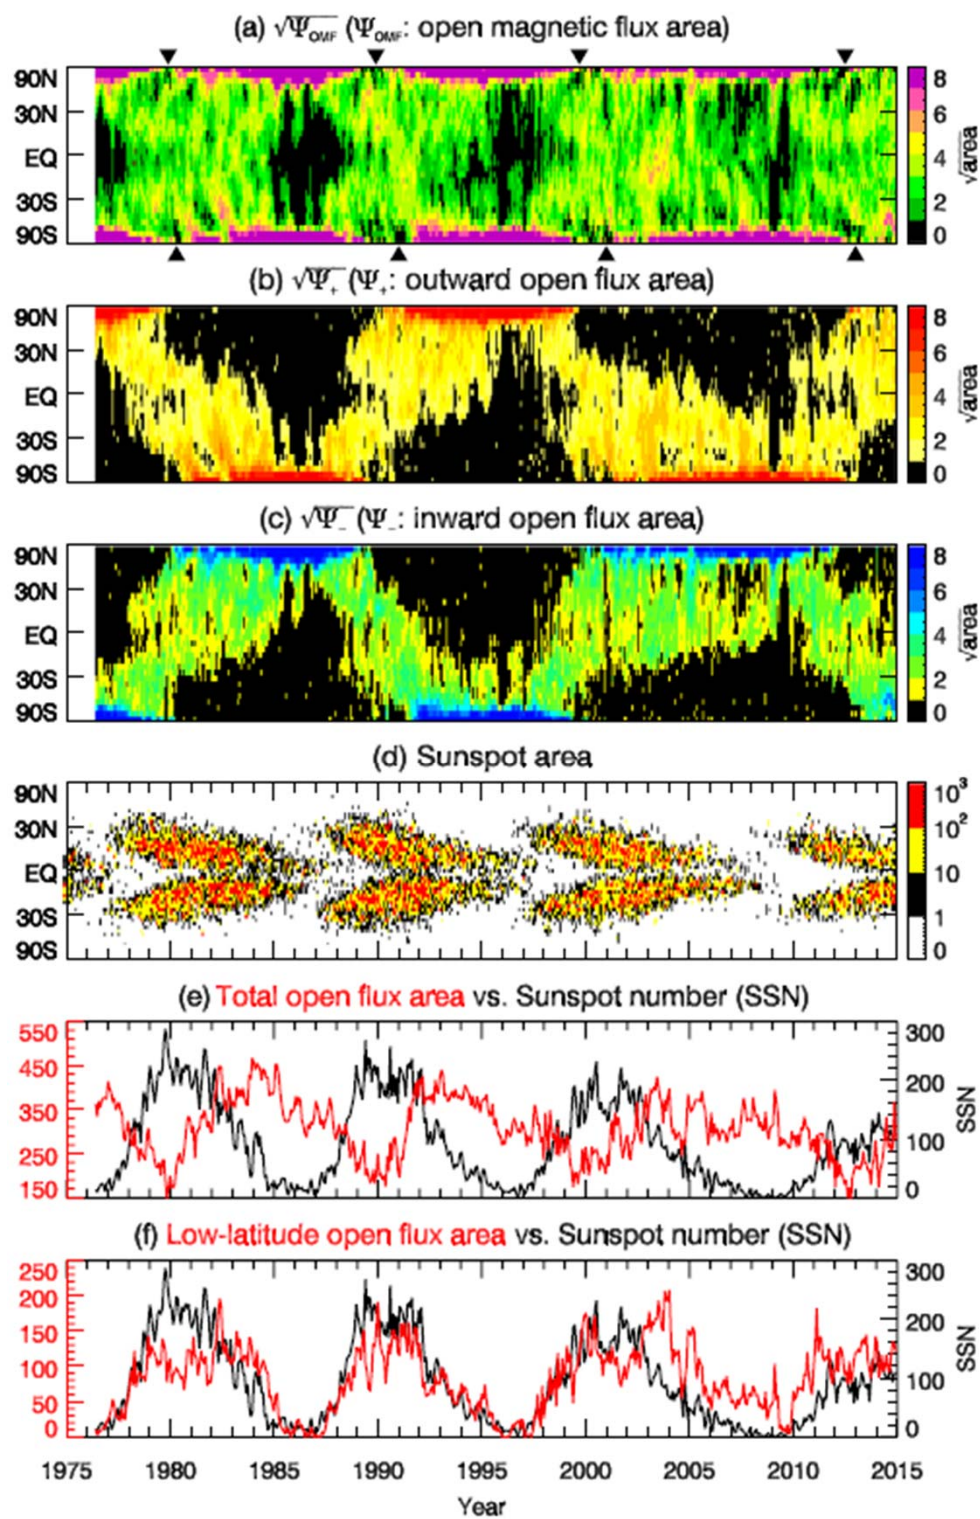 (a) √Ψ_OMF (Ψ_OMF: open magnetic flux area)
90N
30N
EQ
30S
90S
8
6
4
2
0
√area
(b) √Ψ₊ (Ψ₊: outward open flux area)
90N
30N
EQ
30S
90S
8
6
4
2
0
√area
(c) √Ψ₋ (Ψ₋: inward open flux area)
90N
30N
EQ
30S
90S
8
6
4
2
0
√area
(d) Sunspot area
90N
30N
EQ
30S
90S
10³
10²
10
1
0
(e) Total open flux area vs. Sunspot number (SSN)
550
450
350
250
150
300
200
100
0
SSN
(f) Low-latitude open flux area vs. Sunspot number (SSN)
250
200
150
100
50
0
300
200
100
0
SSN
1975 1980 1985 1990 1995 2000 2005 2010 2015
Year